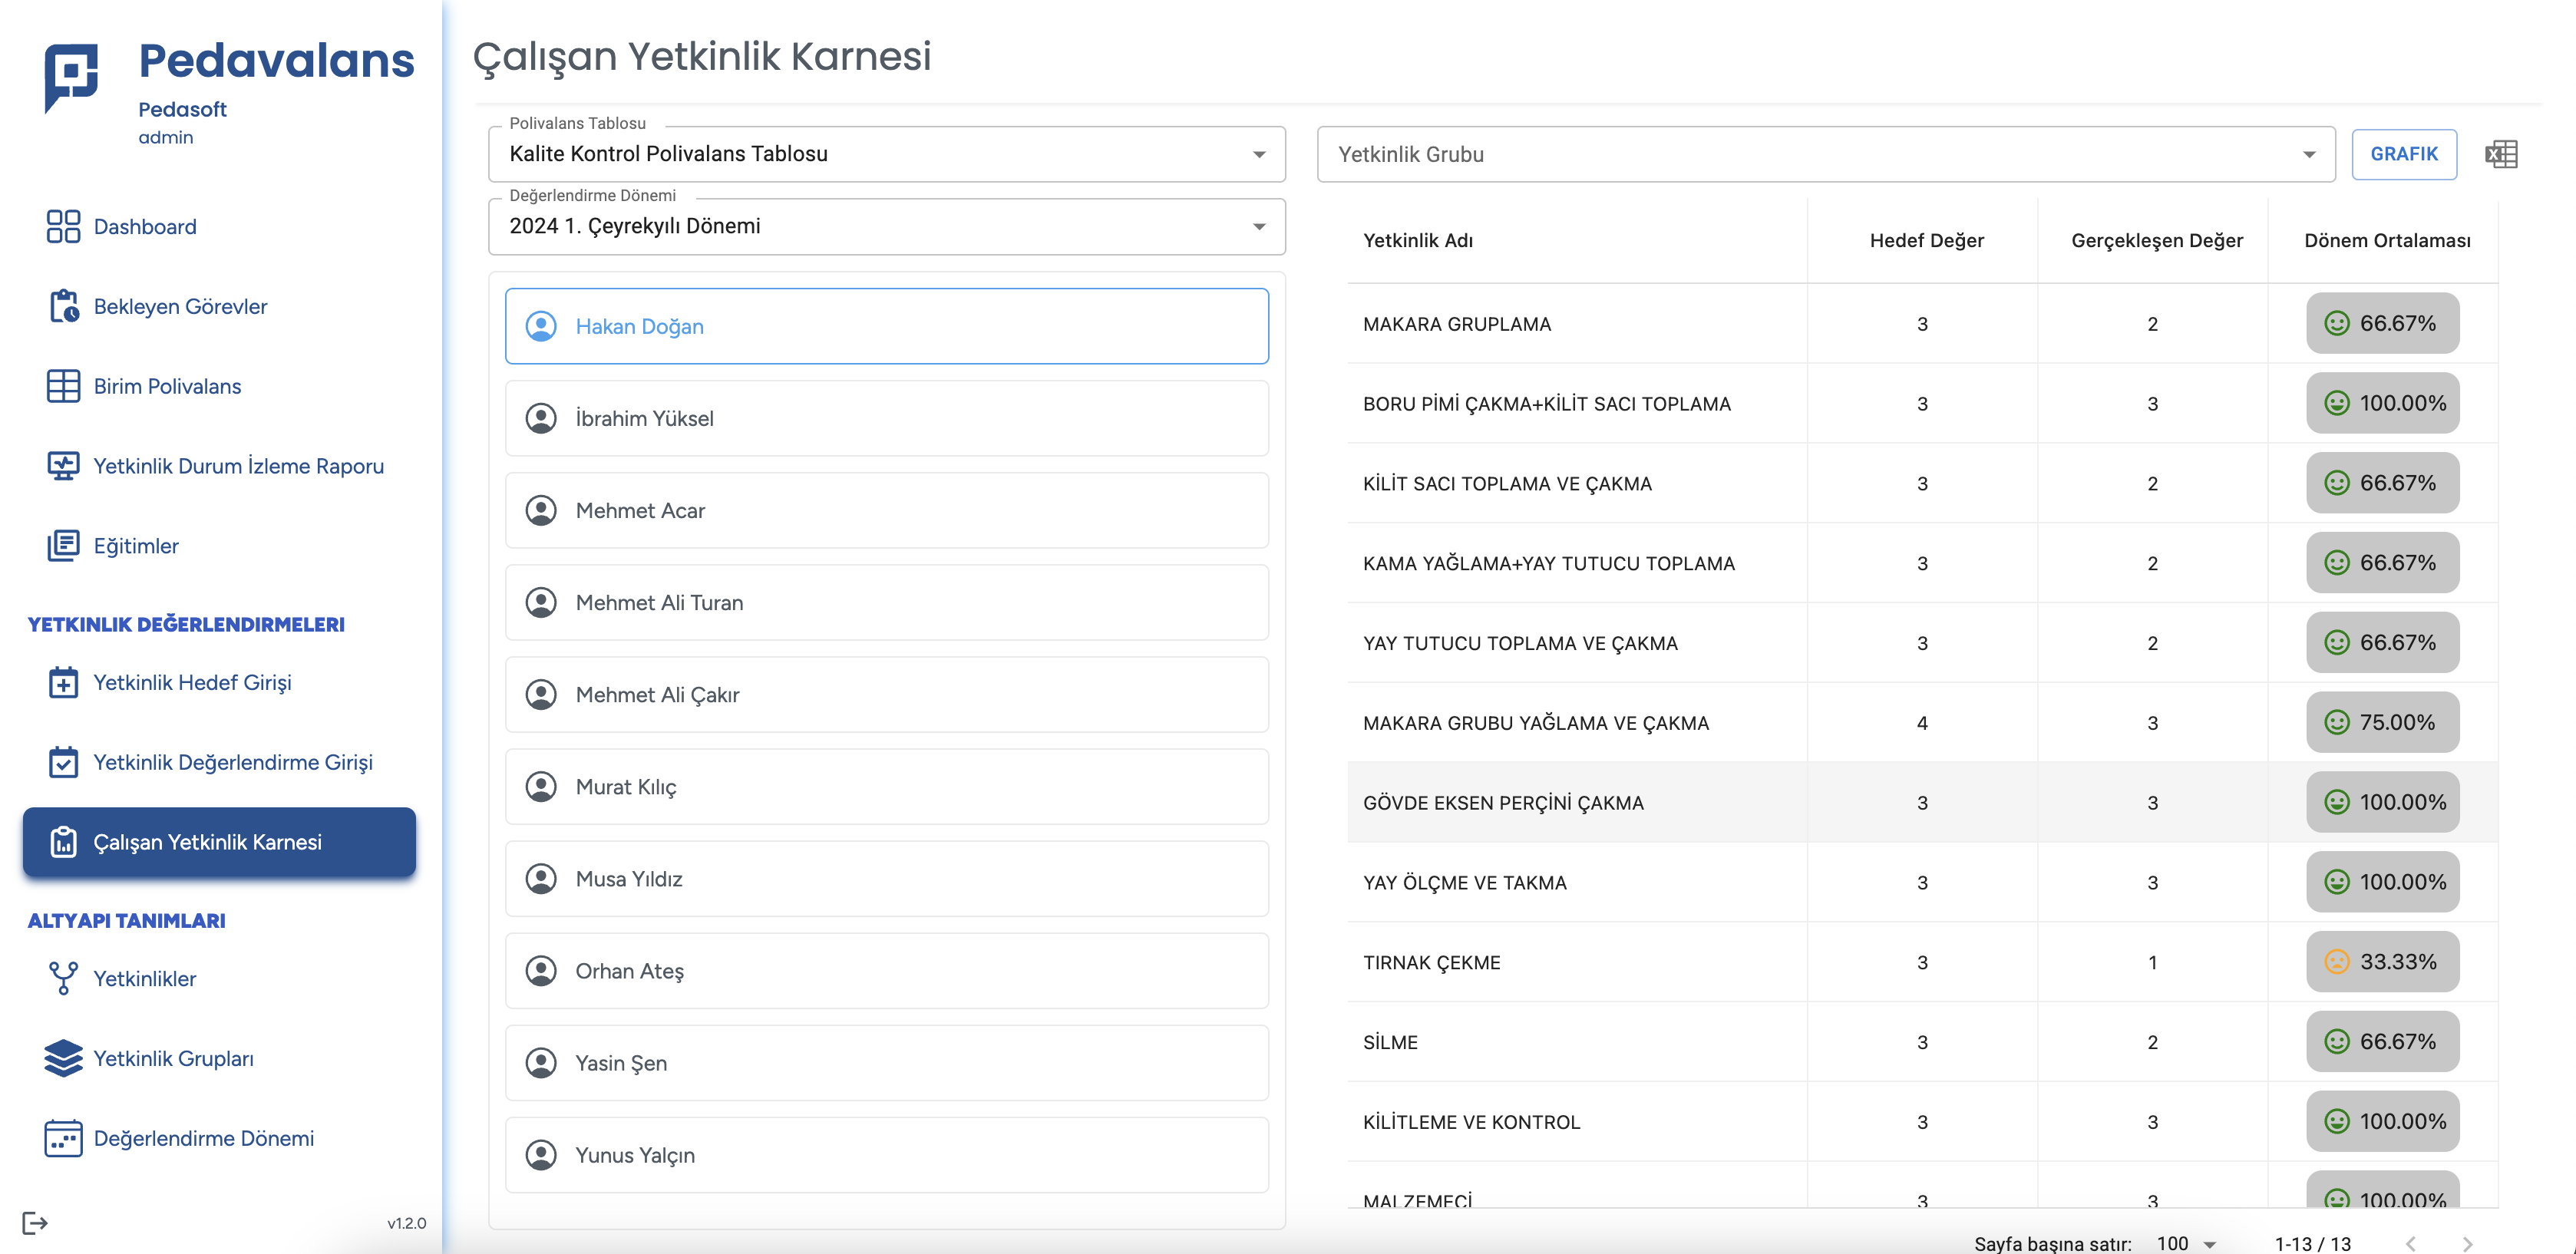 Pedavalans
Pedasoft
admin
Dashboard
Bekleyen Görevler
Birim Polivalans
Yetkinlik Durum İzleme Raporu
Eğitimler
YETKINLIK DEĞERLENDIRMELERI
Yetkinlik Hedef Girişi
Yetkinlik Değerlendirme Girişi
Çalışan Yetkinlik Karnesi
ALTYAPI TANIMLARI
Yetkinlikler
Yetkinlik Grupları
Değerlendirme Dönemi
v1.2.0
Çalışan Yetkinlik Karnesi
Polivalans Tablosu
Kalite Kontrol Polivalans Tablosu
Değerlendirme Dönemi
2024 1. Çeyrekyılı Dönemi
Hakan Doğan
İbrahim Yüksel
Mehmet Acar
Mehmet Ali Turan
Mehmet Ali Çakır
Murat Kılıç
Musa Yıldız
Orhan Ateş
Yasin Şen
Yunus Yalçın
Yetkinlik Grubu
GRAFIK
Yetkinlik Adı Hedef Değer Gerçekleşen Değer Dönem Ortalaması
MAKARA GRUPLAMA 3 2 66.67%
BORU PİMİ ÇAKMA+KİLİT SACI TOPLAMA 3 3 100.00%
KİLİT SACI TOPLAMA VE ÇAKMA 3 2 66.67%
KAMA YAĞLAMA+YAY TUTUCU TOPLAMA 3 2 66.67%
YAY TUTUCU TOPLAMA VE ÇAKMA 3 2 66.67%
MAKARA GRUBU YAĞLAMA VE ÇAKMA 4 3 75.00%
GÖVDE EKSEN PERÇİNİ ÇAKMA 3 3 100.00%
YAY ÖLÇME VE TAKMA 3 3 100.00%
TIRNAK ÇEKME 3 1 33.33%
SİLME 3 2 66.67%
KİLİTLEME VE KONTROL 3 3 100.00%
MALZEMECİ 3 3 100.00%
Sayfa başına satır: 100 1-13 / 13